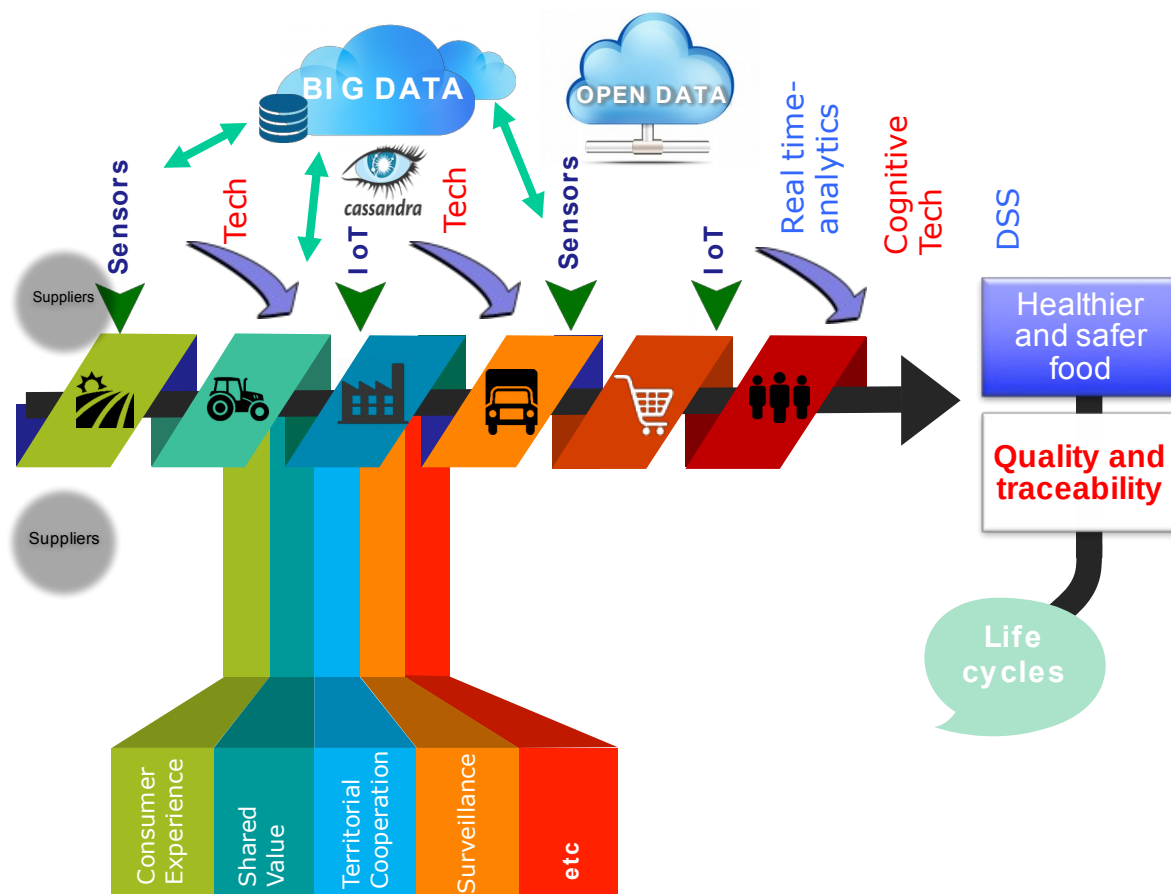 BIG DATA
OPEN DATA
cassandra
Sensors
Tech
IoT
Tech
Sensors
IoT
Real time-
analytics
Cognitive
Tech
DSS
Suppliers
Healthier
and safer
food
Quality and
traceability
Suppliers
Life
cycles
Consumer
Experience
Shared
Value
Territorial
Cooperation
Surveillance
etc